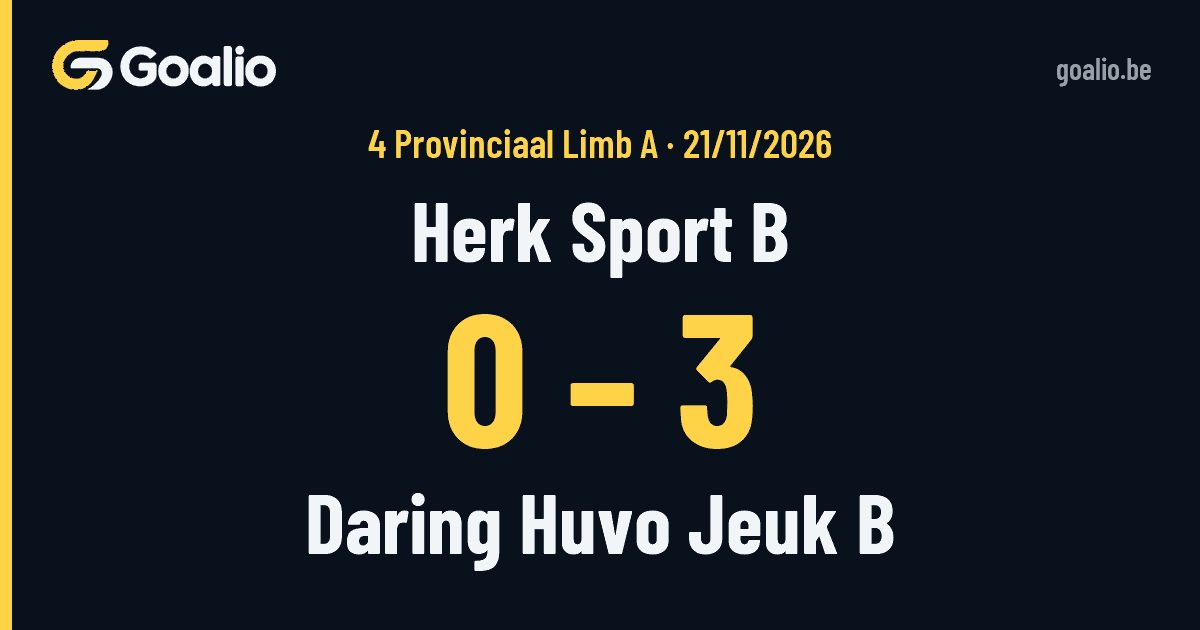 Goalio
goalio.be
4 Provinciaal Limb A · 21/11/2026
Herk Sport B
0 – 3
Daring Huvo Jeuk B